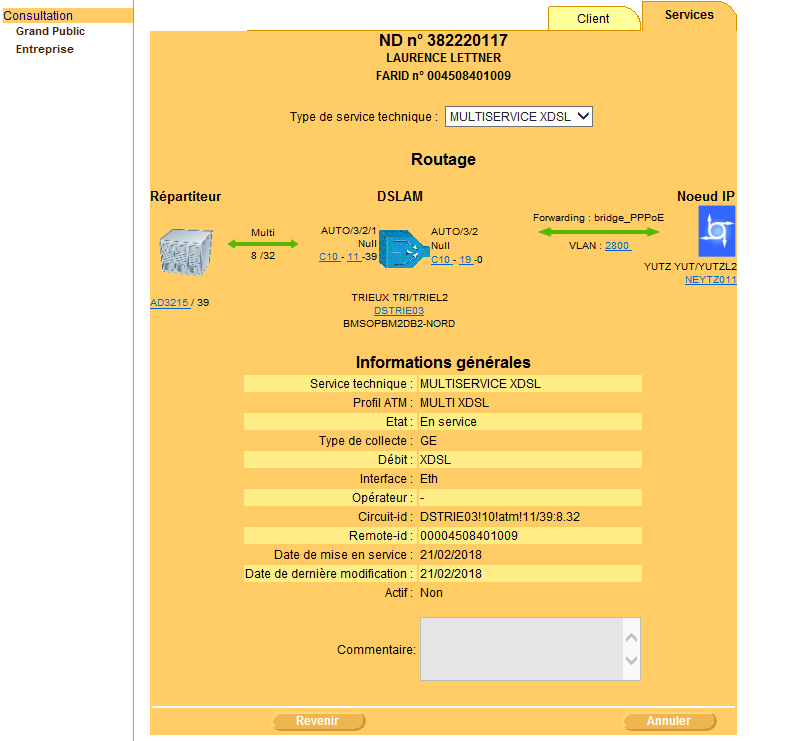 Consultation
Grand Public
Entreprise
Client
Services
ND n° 382220117
LAURENCE LETTNER
FARID n° 004508401009
Type de service technique : MULTISERVICE XDSL
Routage
Répartiteur
DSLAM
Noeud IP
Multi
8 /32
AUTO/3/2/1
Null
C10 - 11 -39
AUTO/3/2
Null
C10 - 19 -0
Forwarding : bridge_PPPoE
VLAN : 2800
YUTZ YUT/YUTZL2
NEYTZ011
AD3215 / 39
TRIEUX TRI/TRIEL2
DSTRIE03
BMSOPBM2DB2-NORD
Informations générales
Service technique : MULTISERVICE XDSL
Profil ATM : MULTI XDSL
Etat : En service
Type de collecte : GE
Débit : XDSL
Interface : Eth
Opérateur : -
Circuit-id : DSTRIE03!10!atm!11/39:8.32
Remote-id : 00004508401009
Date de mise en service : 21/02/2018
Date de dernière modification : 21/02/2018
Actif : Non
Commentaire:
Revenir
Annuler